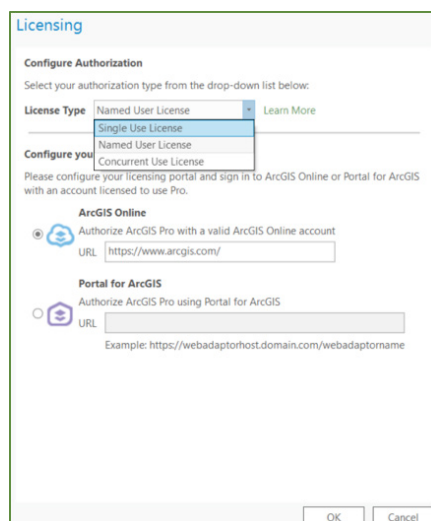 Licensing
Configure Authorization
Select your authorization type from the drop-down list below:
License Type Named User License Learn More
Single Use License
Named User License
Concurrent Use License
Configure you
Please configure your licensing portal and sign in to ArcGIS Online or Portal for ArcGIS
with an account licensed to use Pro.
ArcGIS Online
Authorize ArcGIS Pro with a valid ArcGIS Online account
URL https://www.arcgis.com/
Portal for ArcGIS
Authorize ArcGIS Pro using Portal for ArcGIS
URL
Example: https://webadaptorhost.domain.com/webadaptorname
OK Cancel